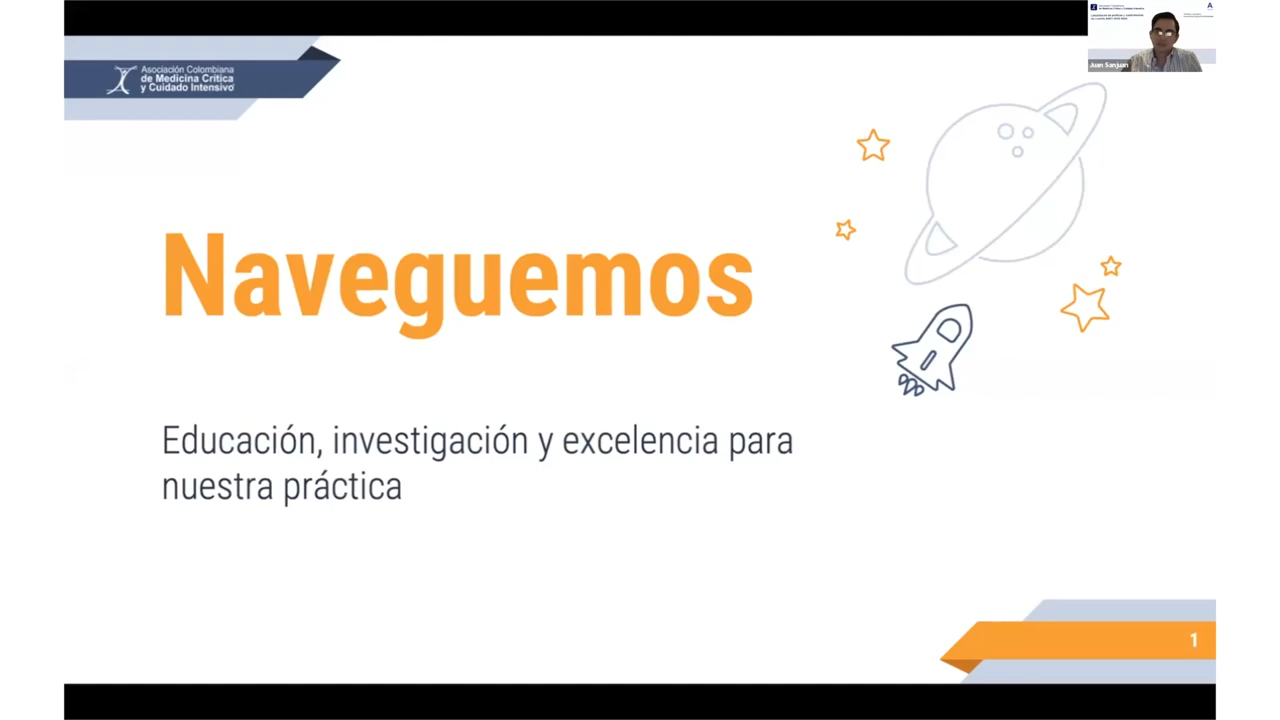 Asociación Colombiana
de Medicina Crítica
y Cuidado Intensivo
Juan Sanjuan
Naveguemos
Educación, investigación y excelencia para
nuestra práctica
1